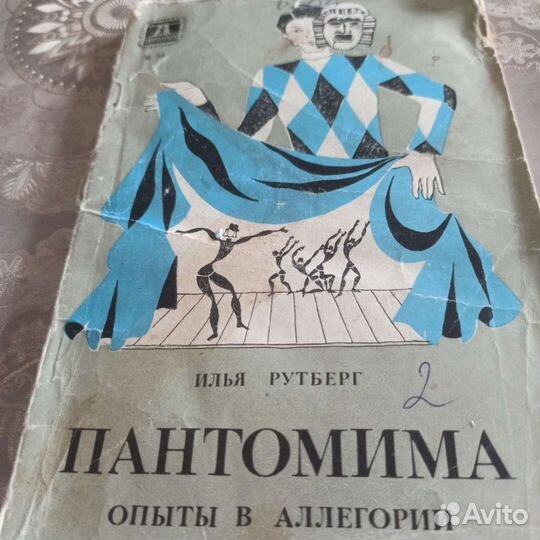 ИЛЬЯ РУТБЕРГ
2
ПАНТОМИМА
ОПЫТЫ В АЛЛЕГОРИИ
Avito